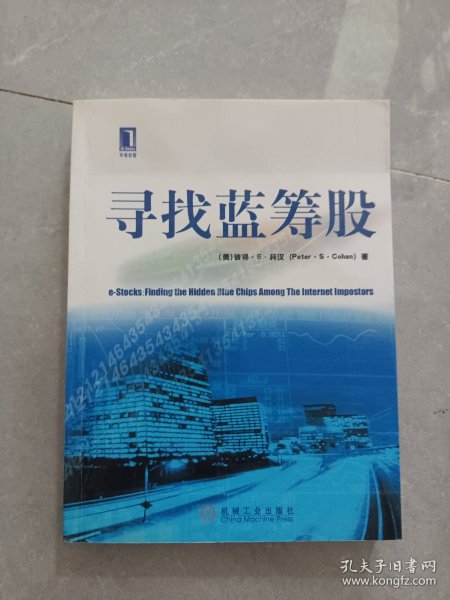 华章经管
寻找蓝筹股
(美)彼得·S·科汉 (Peter·S·Cohan) 著
e-Stocks:Finding the Hidden Blue Chips Among The Internet Impostors
机械工业出版社
China Machine Press
孔夫子旧书网
www.kongfz.com